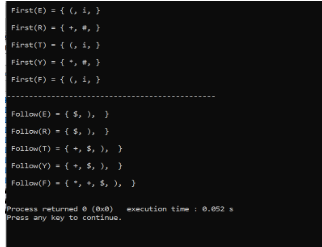 First(E) = { (, i, }
First(R) = { +, #, }
First(T) = { (, i, }
First(Y) = { *, #, }
First(F) = { (, i, }
-----------------------------------------------
Follow(E) = { $, ), }
Follow(R) = { $, ), }
Follow(T) = { +, $, ), }
Follow(Y) = { +, $, ), }
Follow(F) = { *, +, $, ), }
Process returned 0 (0x0) execution time : 0.052 s
Press any key to continue.